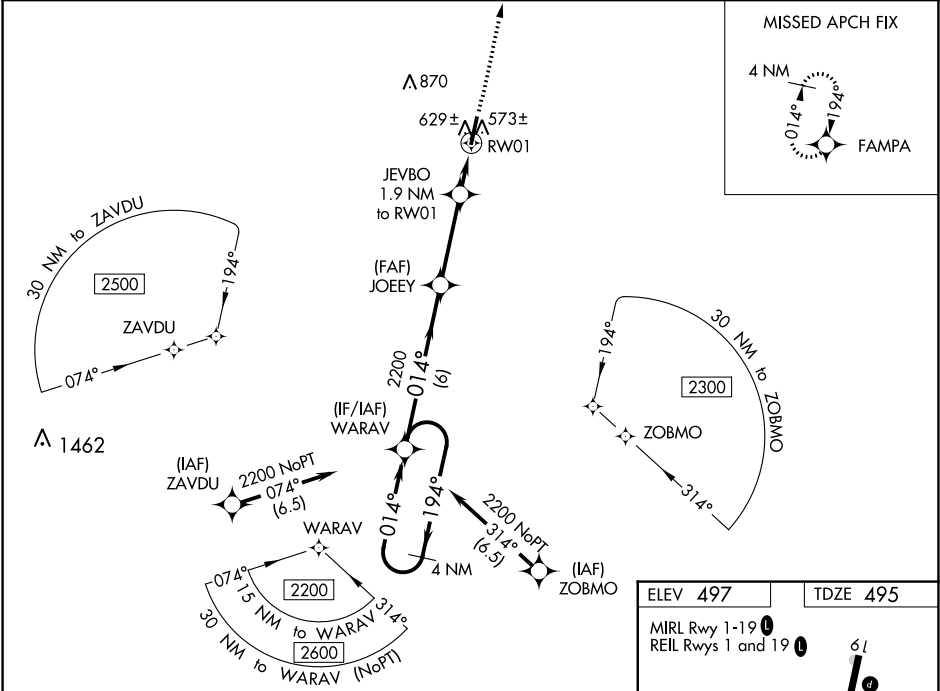 MISSED APCH FIX
4 NM
014°
194°
FAMPA
870
629±
573±
RW01
JEVBO
1.9 NM
to RW01
(FAF)
JOEEY
30 NM to ZAVDU
2500
194°
ZAVDU
074°
1462
2200
014°
(6)
(IF/IAF)
WARAV
014°
194°
4 NM
(IAF)
ZAVDU
2200 NoPT
074°
(6.5)
2200 NoPT
314°
(6.5)
(IAF)
ZOBMO
30 NM to ZOBMO
194°
2300
ZOBMO
314°
WARAV
074°
314°
2200
15 NM to WARAV
2600
30 NM to WARAV (NoPT)
ELEV 497
TDZE 495
MIRL Rwy 1-19 L
REIL Rwys 1 and 19 L
19
P